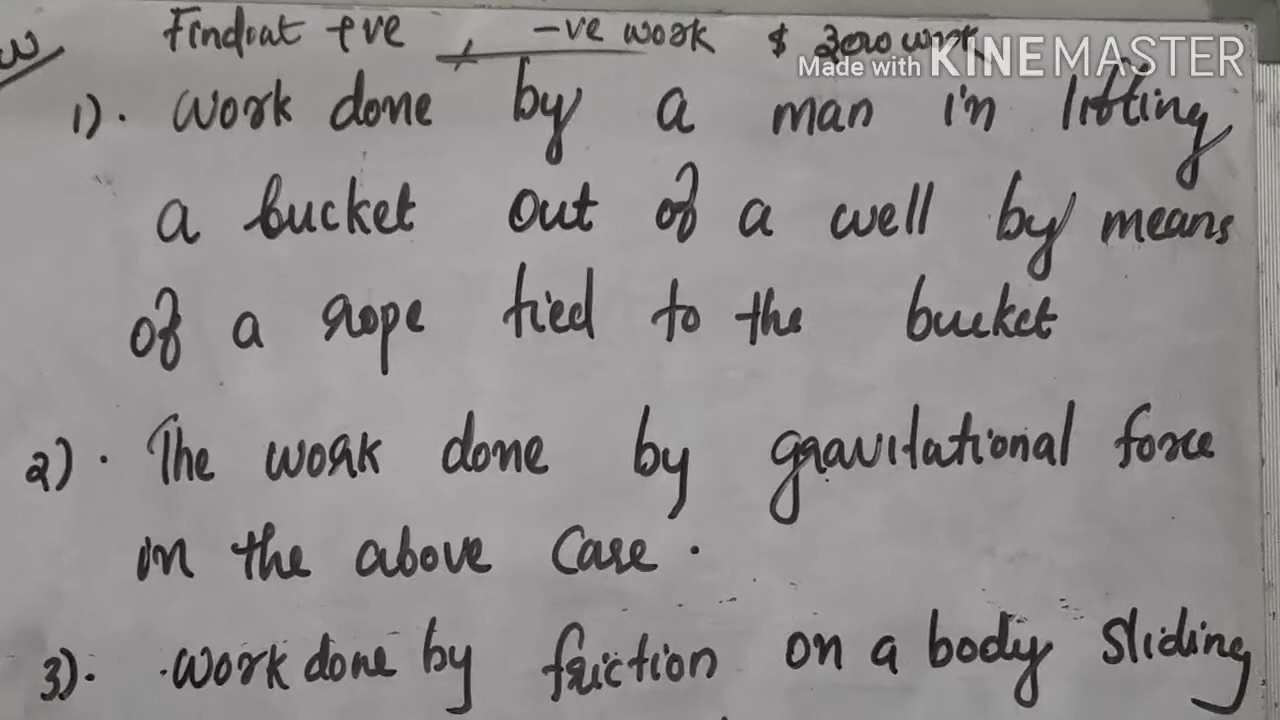 Findout +ve, -ve work & zero work
Made with KINEMASTER
1). work done by a man in lifting
a bucket out of a well by means
of a rope tied to the bucket
2). The work done by gravitational force
in the above case.
3). work done by friction on a body sliding